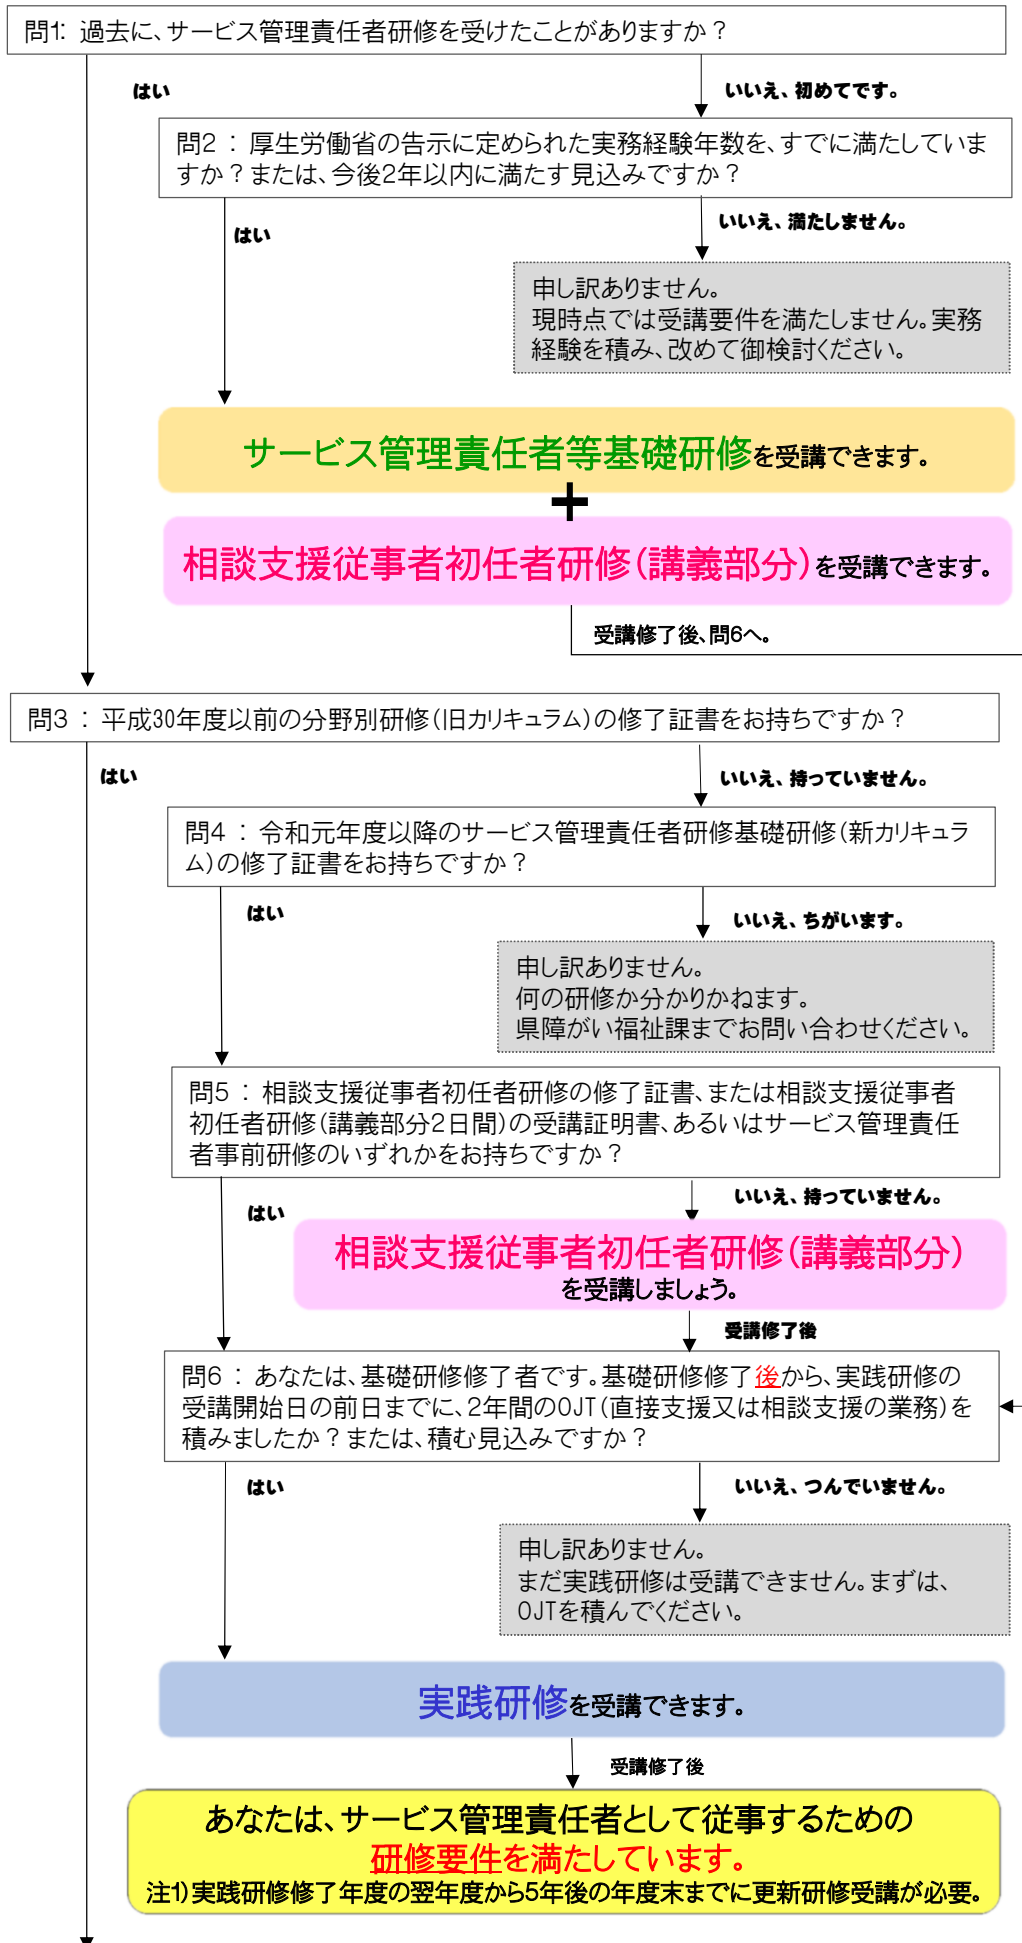 問1: 過去に、サービス管理責任者研修を受けたことがありますか？
はい
いいえ、初めてです。
問2 ： 厚生労働省の告示に定められた実務経験年数を、すでに満たしていま
すか？または、今後2年以内に満たす見込みですか？
はい
いいえ、満たしません。
申し訳ありません。
現時点では受講要件を満たしません。実務
経験を積み、改めて御検討ください。
サービス管理責任者等基礎研修を受講できます。
＋
相談支援従事者初任者研修（講義部分）を受講できます。
受講修了後、問6へ。
問3 ： 平成30年度以前の分野別研修（旧カリキュラム）の修了証書をお持ちですか？
はい
いいえ、持っていません。
問4 ： 令和元年度以降のサービス管理責任者研修基礎研修（新カリキュラ
ム）の修了証書をお持ちですか？
はい
いいえ、ちがいます。
申し訳ありません。
何の研修か分かりかねます。
県障がい福祉課までお問い合わせください。
問5 ： 相談支援従事者初任者研修の修了証書、または相談支援従事者
初任者研修（講義部分2日間）の受講証明書、あるいはサービス管理責任
者事前研修のいずれかをお持ちですか？
はい
いいえ、持っていません。
相談支援従事者初任者研修（講義部分）
を受講しましょう。
受講修了後
問6 ： あなたは、基礎研修修了者です。基礎研修修了後から、実践研修の
受講開始日の前日までに、2年間のOJT（直接支援又は相談支援の業務）を
積みましたか？または、積む見込みですか？
はい
いいえ、つんでいません。
申し訳ありません。
まだ実践研修は受講できません。まずは、
OJTを積んでください。
実践研修を受講できます。
受講修了後
あなたは、サービス管理責任者として従事するための
研修要件を満たしています。
注1）実践研修修了年度の翌年度から5年後の年度末までに更新研修受講が必要。